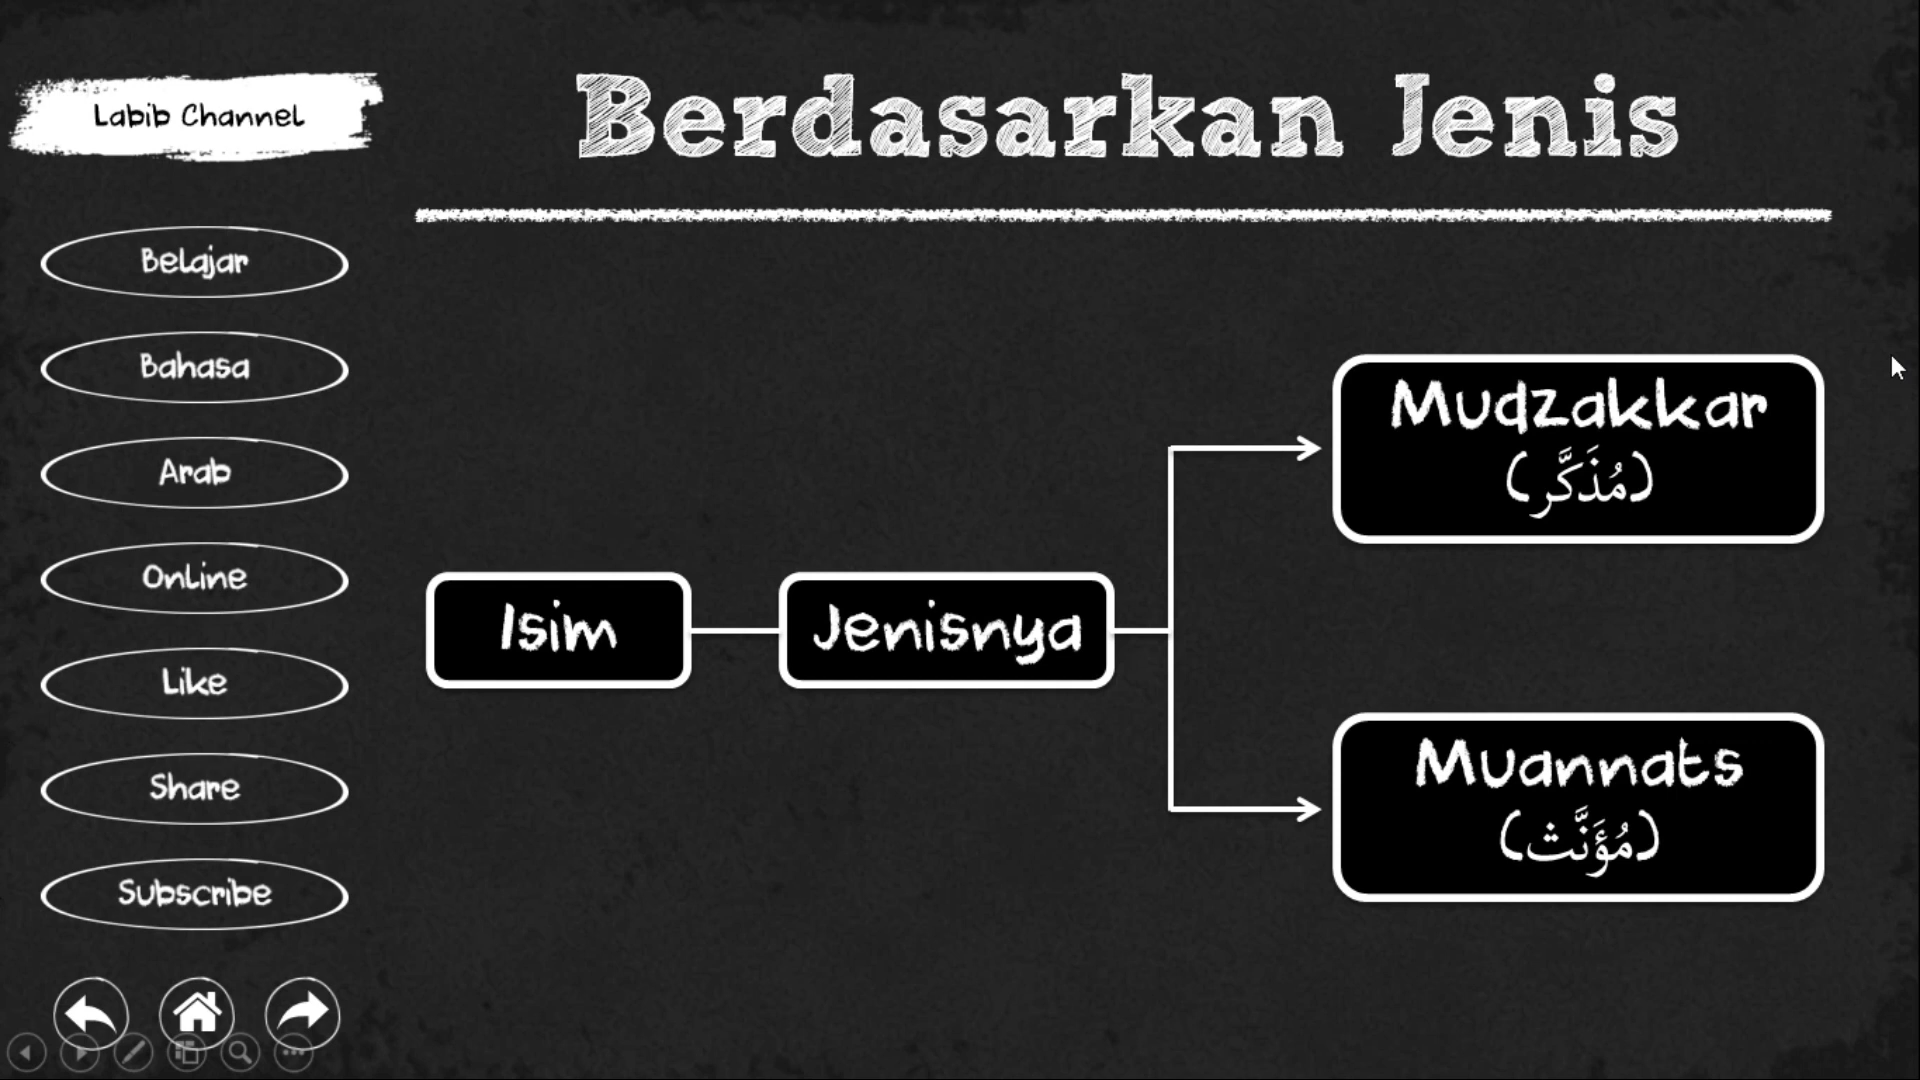 Labib Channel
Berdasarkan Jenis
Belajar
Bahasa
Arab
Online
Like
Share
Subscribe
Isim
Jenisnya
Mudzakkar
(مُذَكَّر)
Muannats
(مُؤَنَّث)